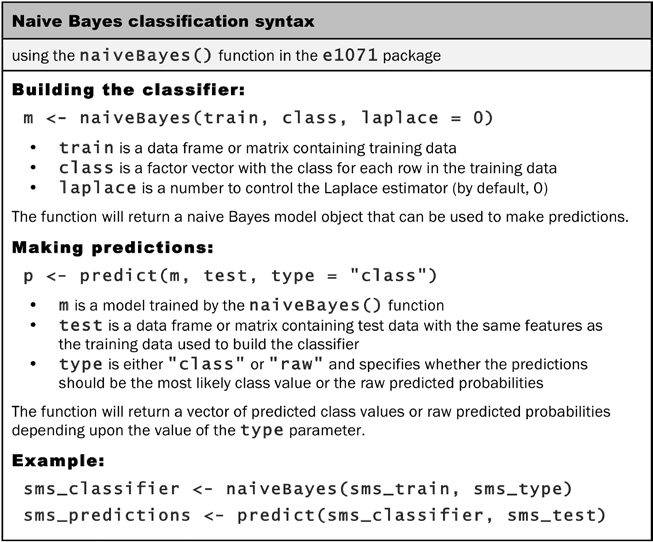 Naive Bayes classification syntax
using the naiveBayes() function in the e1071 package
Building the classifier:
m <- naiveBayes(train, class, laplace = 0)
• train is a data frame or matrix containing training data
• class is a factor vector with the class for each row in the training data
• laplace is a number to control the Laplace estimator (by default, 0)
The function will return a naive Bayes model object that can be used to make predictions.
Making predictions:
p <- predict(m, test, type = "class")
• m is a model trained by the naiveBayes() function
• test is a data frame or matrix containing test data with the same features as
the training data used to build the classifier
• type is either "class" or "raw" and specifies whether the predictions
should be the most likely class value or the raw predicted probabilities
The function will return a vector of predicted class values or raw predicted probabilities
depending upon the value of the type parameter.
Example:
sms_classifier <- naiveBayes(sms_train, sms_type)
sms_predictions <- predict(sms_classifier, sms_test)